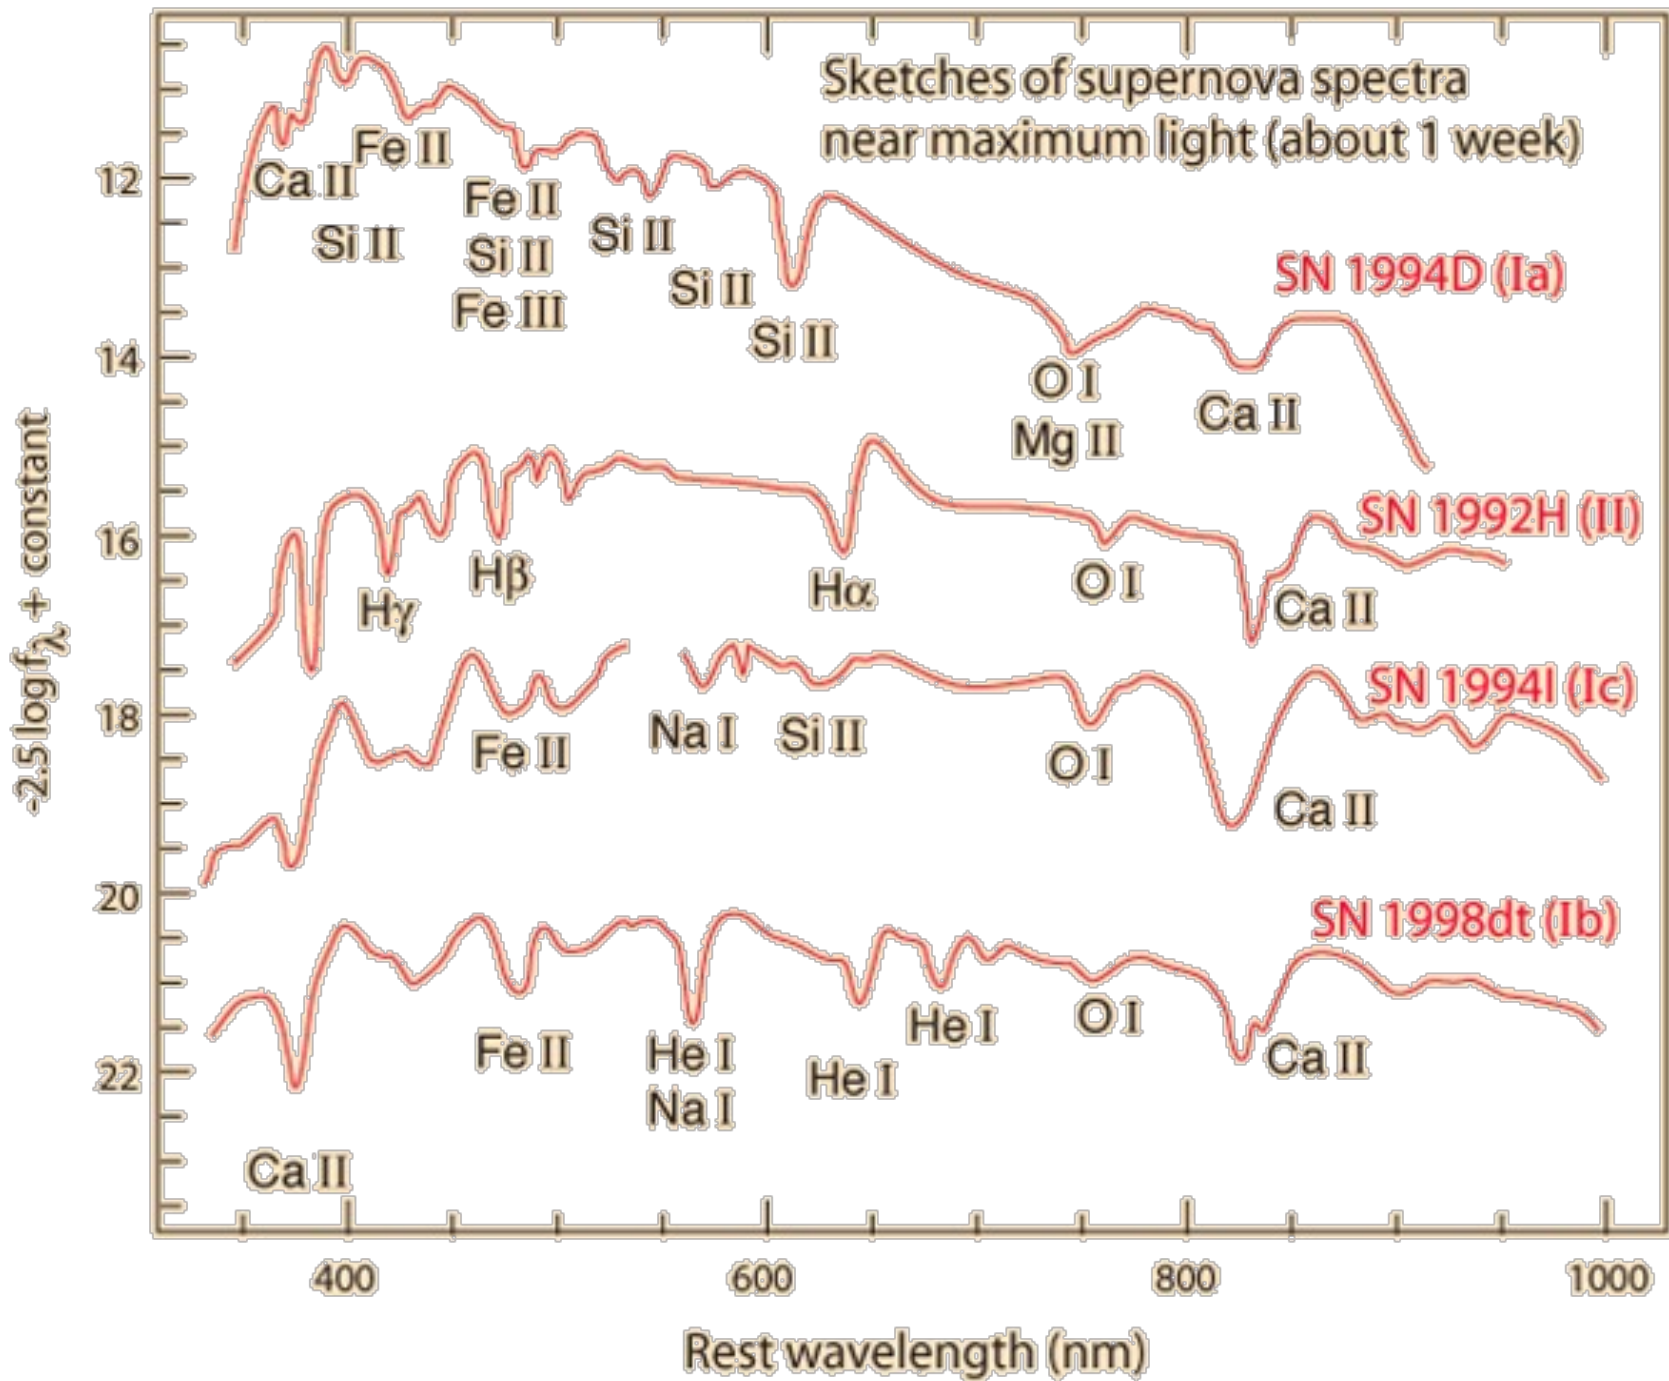 Sketches of supernova spectra
near maximum light (about 1 week)
12
14
16
18
20
22
-2.5 logfλ + constant
Ca II
Fe II
Si II
Fe II
Si II
Fe III
Si II
Si II
Si II
O I
Mg II
Ca II
SN 1994D (Ia)
Hγ
Hβ
Hα
O I
Ca II
SN 1992H (II)
Fe II
Na I
Si II
O I
Ca II
SN 1994I (Ic)
Ca II
Fe II
He I
Na I
He I
He I
O I
Ca II
SN 1998dt (Ib)
400
600
800
1000
Rest wavelength (nm)